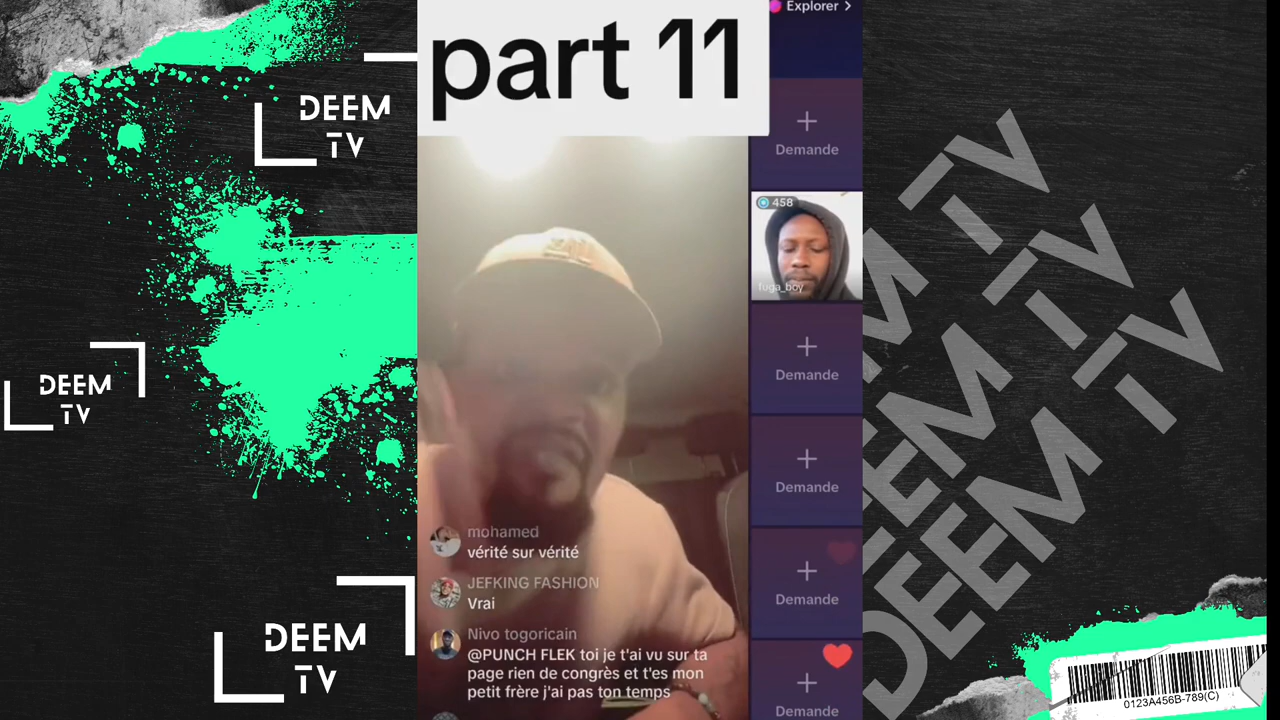 part 11
Explorer >
DEEM
TV
Demande
458
fuga_boy
Demande
DEEM
TV
Demande
mohamed
vérité sur vérité
JEFKING FASHION
Vrai
Demande
Nivo togoricain
@PUNCH FLEK toi je t'ai vu sur ta
page rien de congrès et t'es mon
petit frère j'ai pas ton temps
Demande
DEEM
TV
DEEM TV
DEEM TV
DEEM TV
0123A456B-789(C)